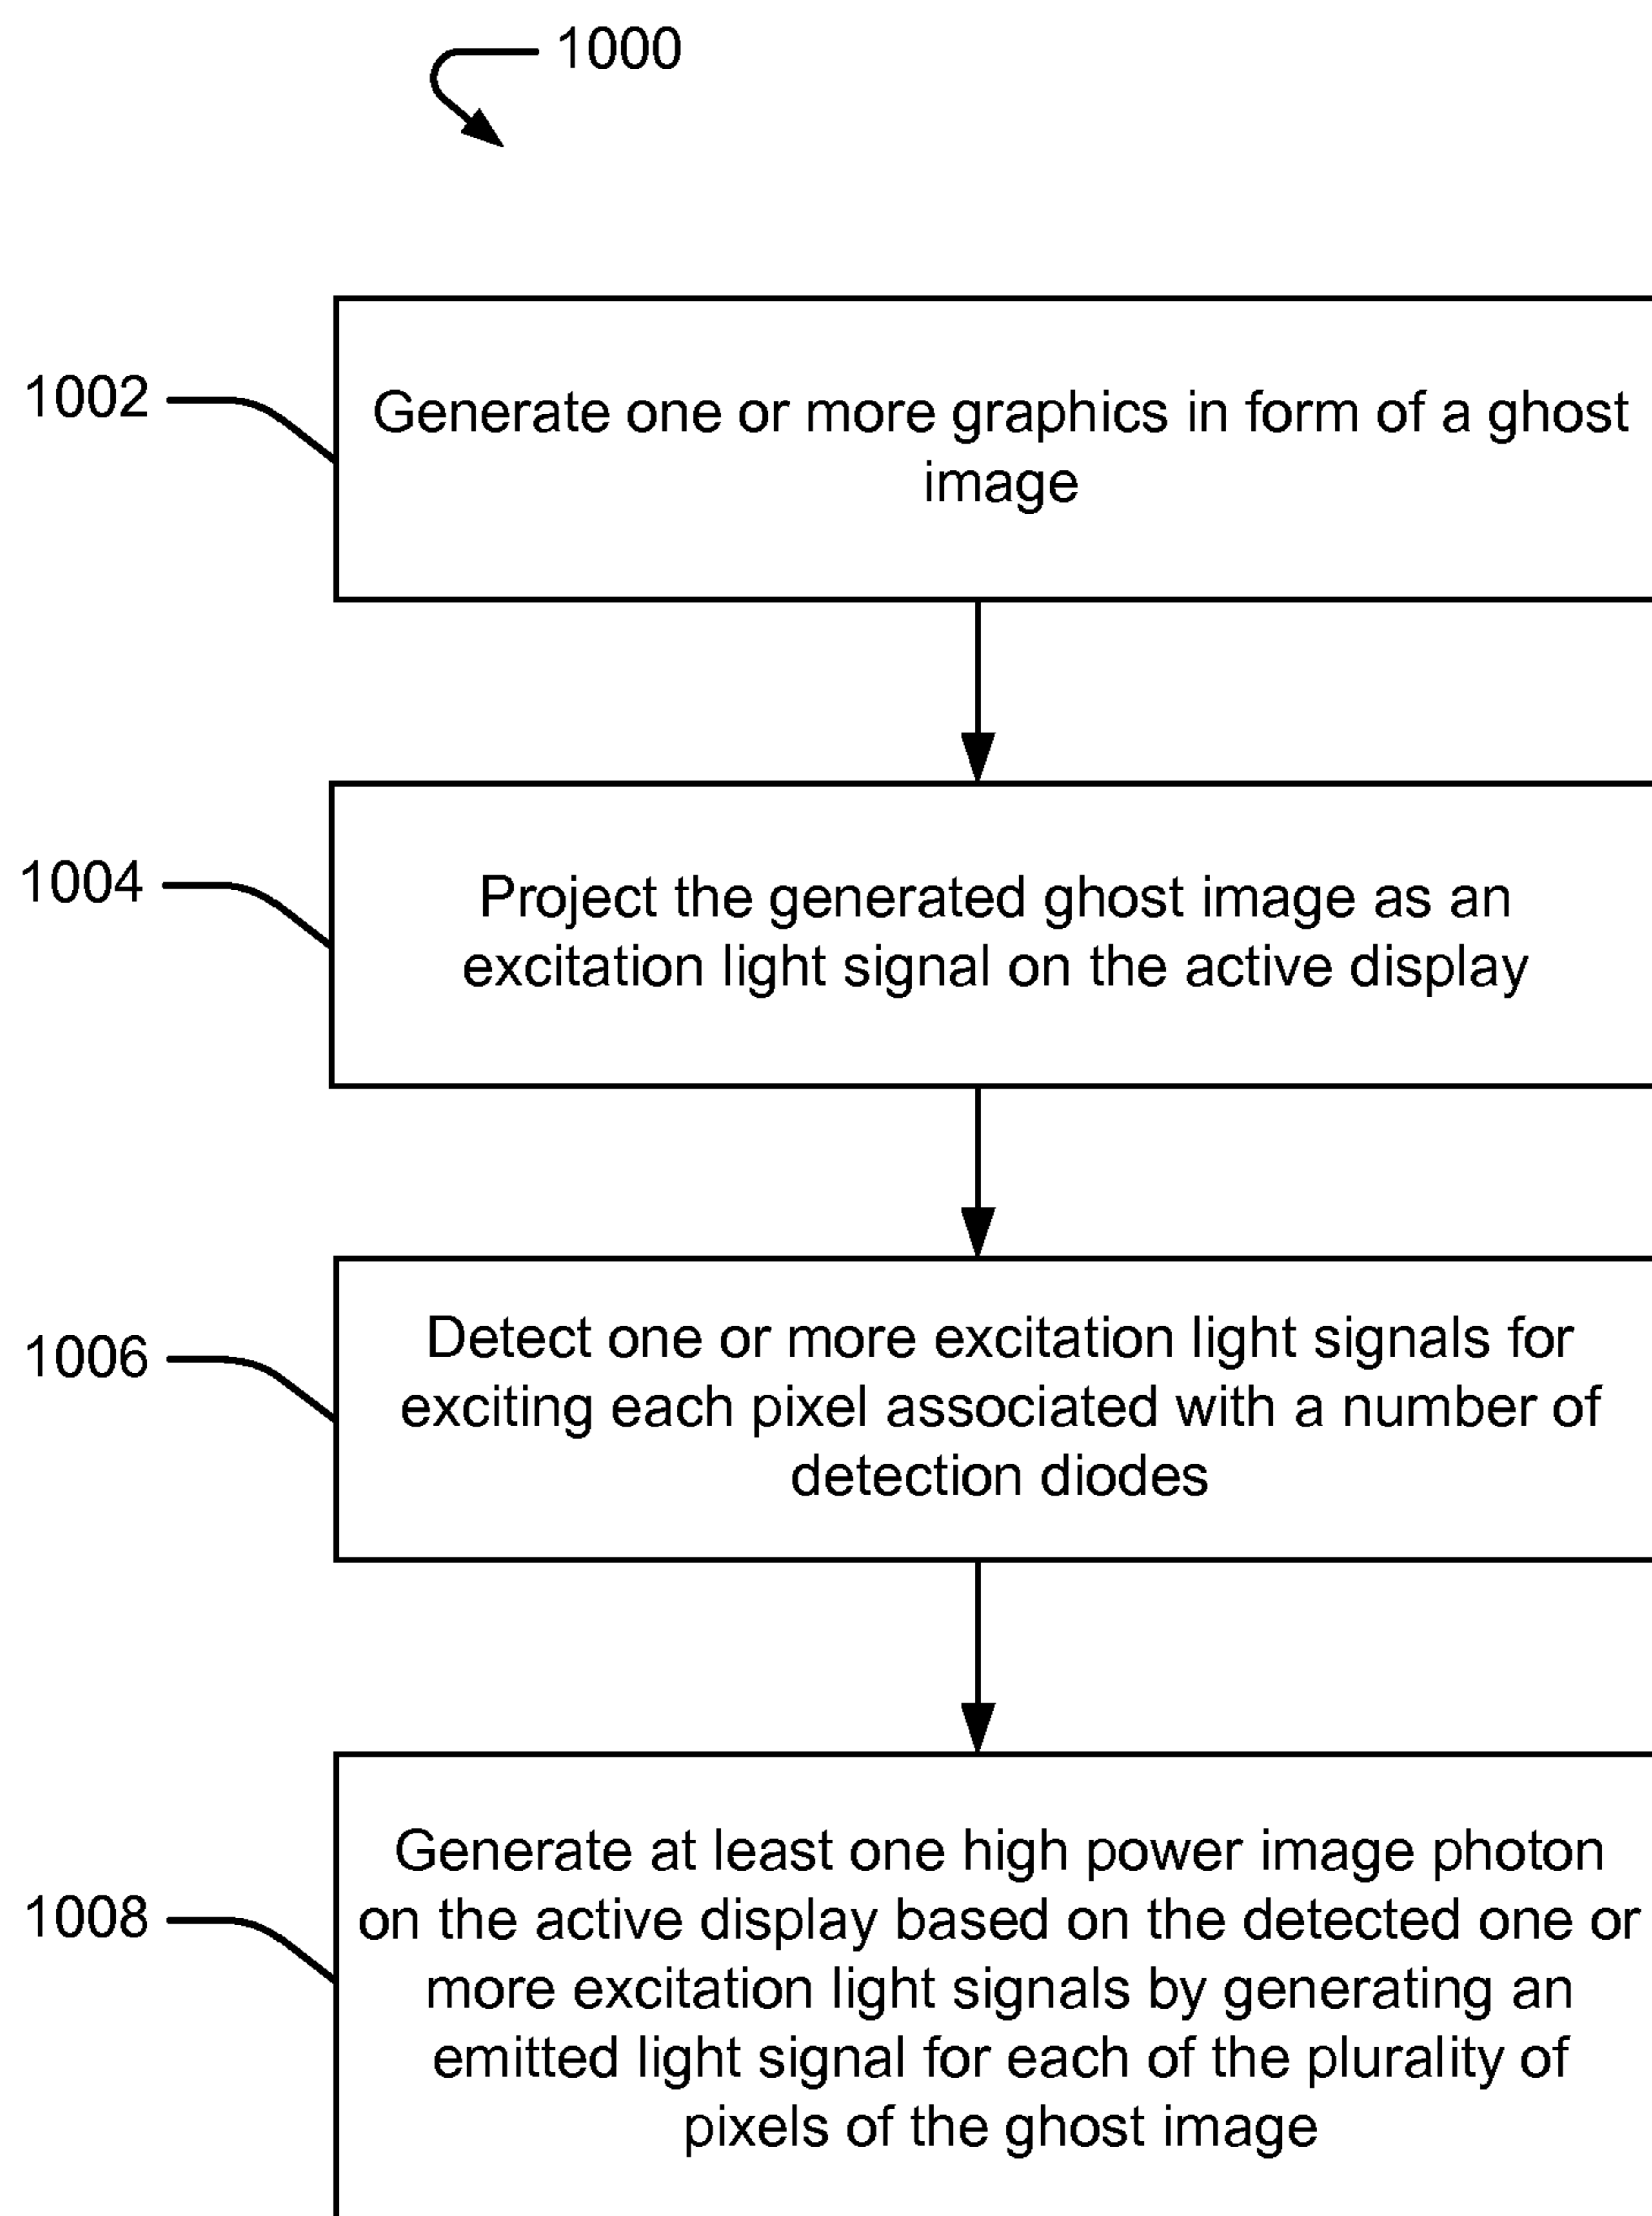 1000
1002
Generate one or more graphics in form of a ghost
image
1004
Project the generated ghost image as an
excitation light signal on the active display
1006
Detect one or more excitation light signals for
exciting each pixel associated with a number of
detection diodes
1008
Generate at least one high power image photon
on the active display based on the detected one or
more excitation light signals by generating an
emitted light signal for each of the plurality of
pixels of the ghost image